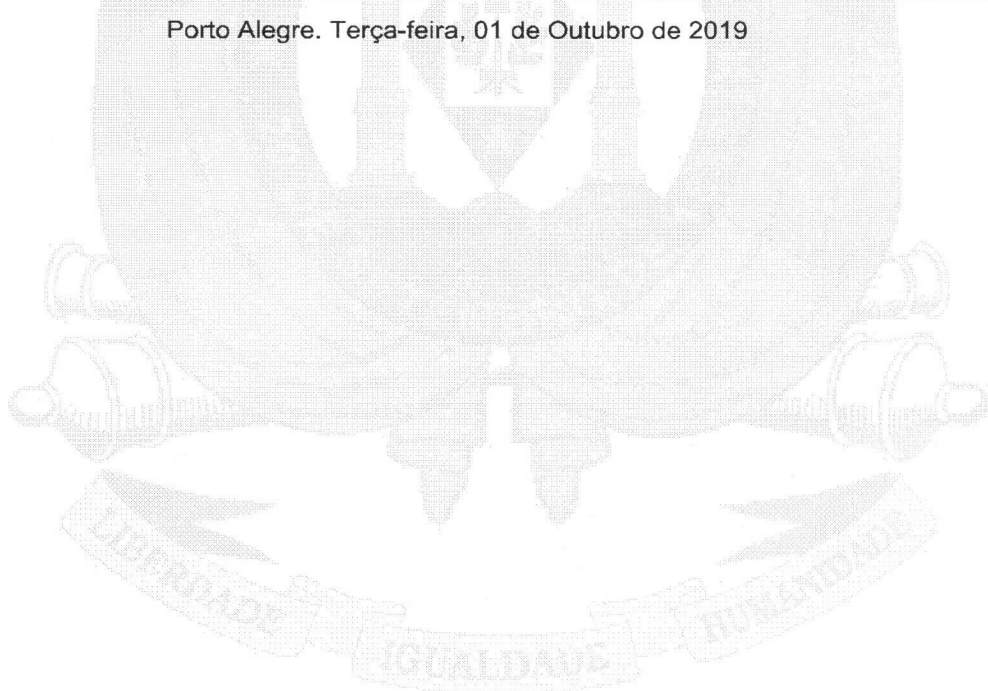 Porto Alegre. Terça-feira, 01 de Outubro de 2019
LIBERDADE
IGUALDADE
HUMANIDADE